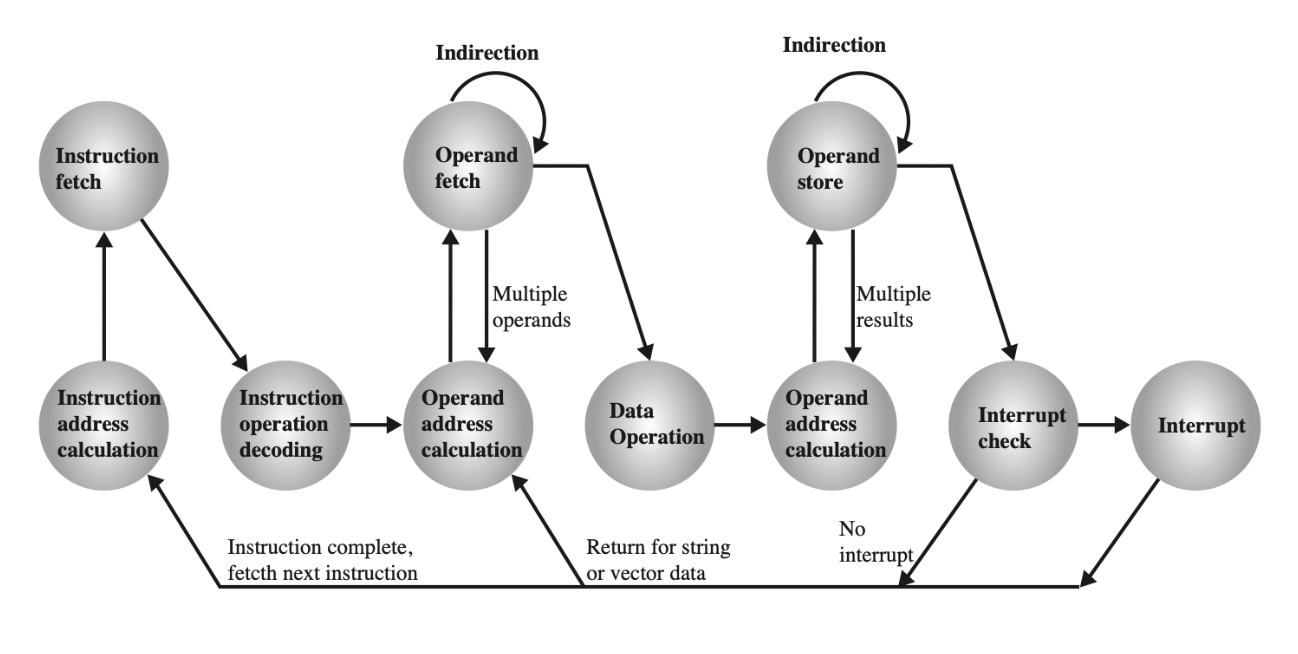 Indirection
Indirection
Instruction
fetch
Operand
fetch
Operand
store
Multiple
operands
Multiple
results
Instruction
address
calculation
Instruction
operation
decoding
Operand
address
calculation
Data
Operation
Operand
address
calculation
Interrupt
check
Interrupt
Instruction complete,
fetcth next instruction
Return for string
or vector data
No
interrupt